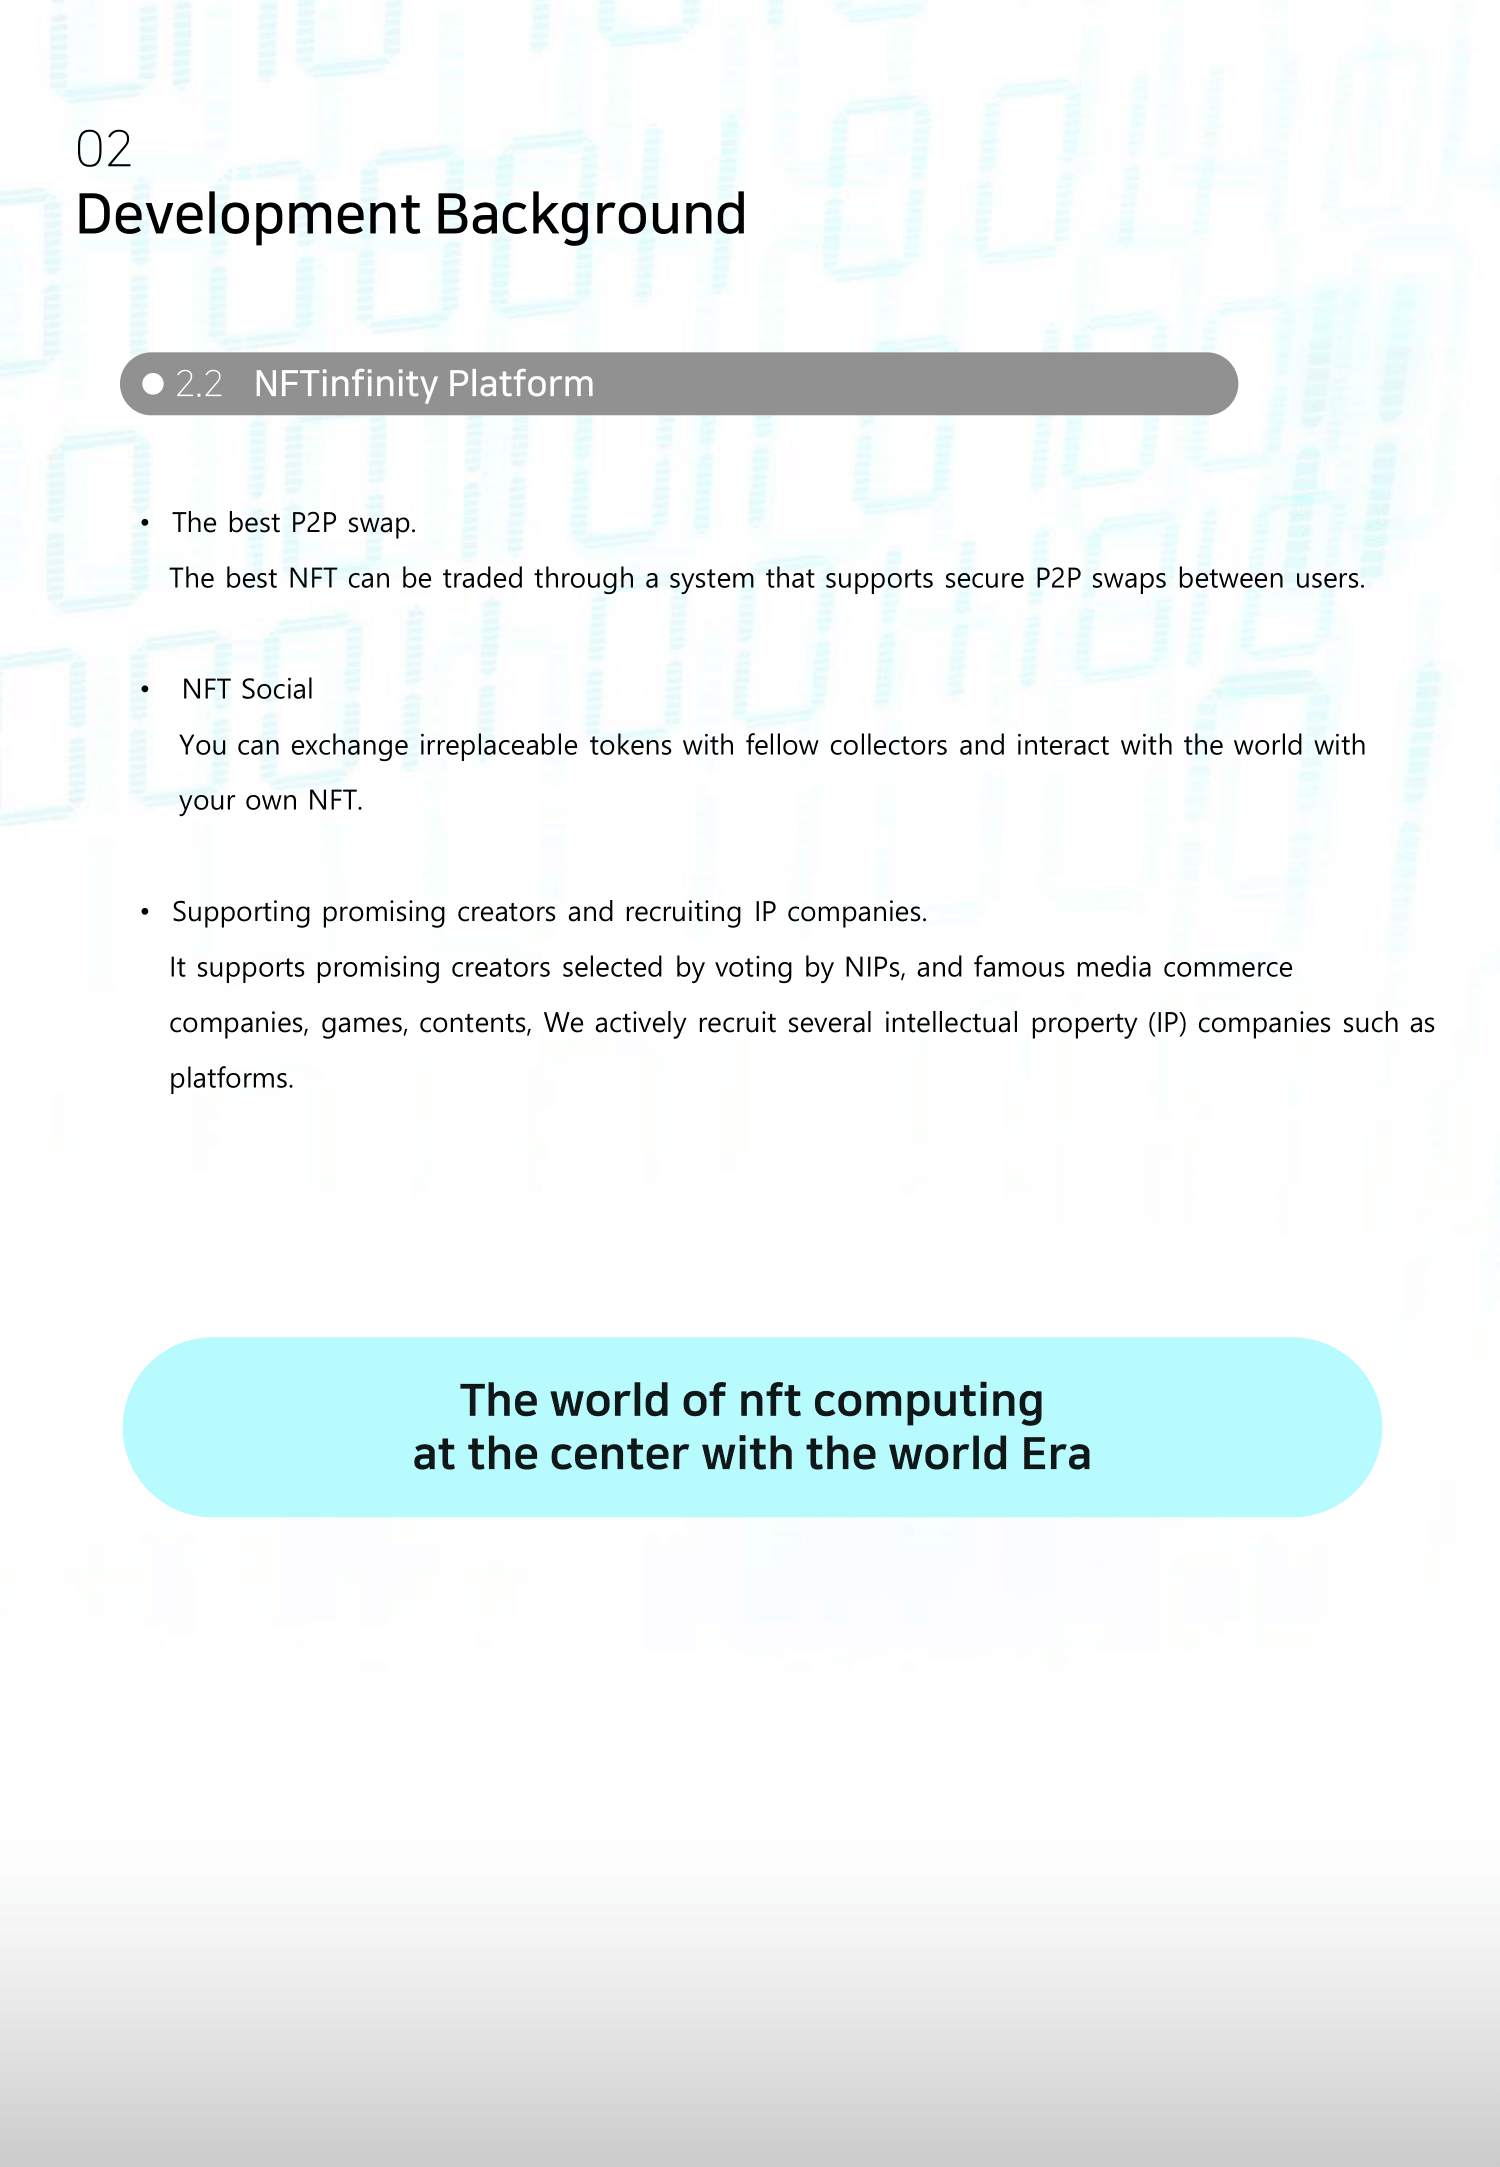 02
Development Background
● 2.2 NFTinfinity Platform
• The best P2P swap.
The best NFT can be traded through a system that supports secure P2P swaps between users.
• NFT Social
You can exchange irreplaceable tokens with fellow collectors and interact with the world with
your own NFT.
• Supporting promising creators and recruiting IP companies.
It supports promising creators selected by voting by NIPs, and famous media commerce
companies, games, contents, We actively recruit several intellectual property (IP) companies such as
platforms.
The world of nft computing
at the center with the world Era